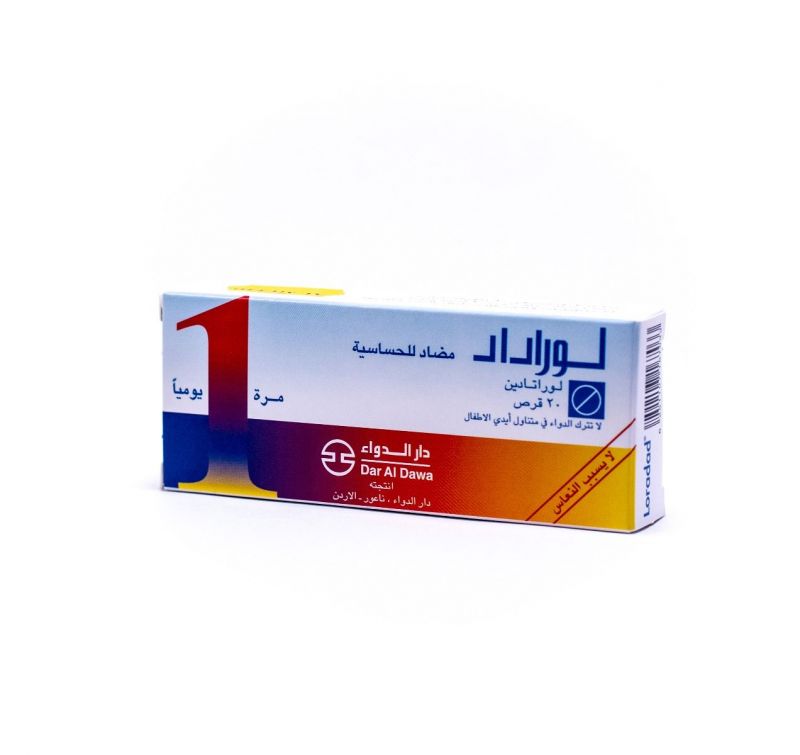 لوراداد
مضاد للحساسية
لوراتادين
٢٠ قرص
لا تترك الدواء في متناول أيدي الاطفال
1 مرة يومياً
دار الدواء
Dar Al Dawa
انتجته
دار الدواء ، ناعور - الاردن
لا يسبب النعاس
Loradad®